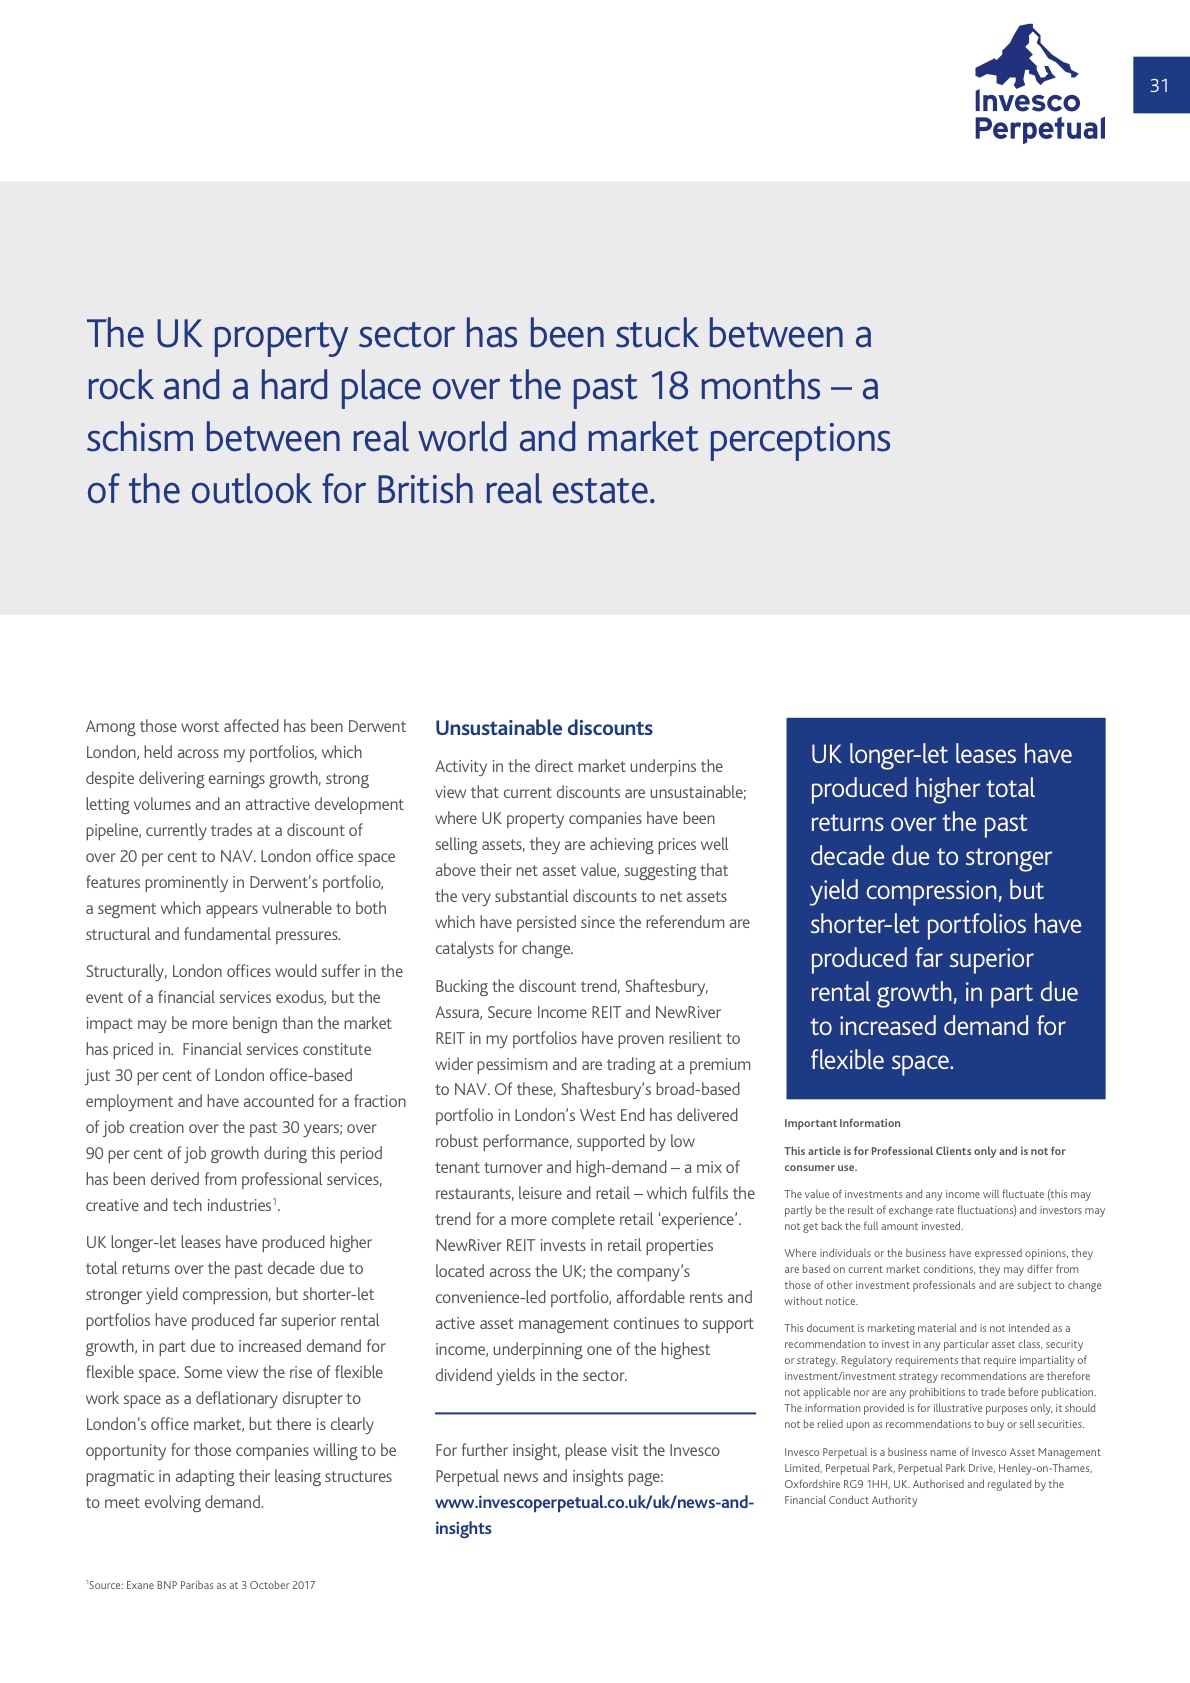 Invesco
Perpetual
31
The UK property sector has been stuck between a
rock and a hard place over the past 18 months – a
schism between real world and market perceptions
of the outlook for British real estate.
Among those worst affected has been Derwent
London, held across my portfolios, which
despite delivering earnings growth, strong
letting volumes and an attractive development
pipeline, currently trades at a discount of
over 20 per cent to NAV. London office space
features prominently in Derwent’s portfolio,
a segment which appears vulnerable to both
structural and fundamental pressures.
Structurally, London offices would suffer in the
event of a financial services exodus, but the
impact may be more benign than the market
has priced in.  Financial services constitute
just 30 per cent of London office-based
employment and have accounted for a fraction
of job creation over the past 30 years; over
90 per cent of job growth during this period
has been derived from professional services,
creative and tech industries¹.
UK longer-let leases have produced higher
total returns over the past decade due to
stronger yield compression, but shorter-let
portfolios have produced far superior rental
growth, in part due to increased demand for
flexible space. Some view the rise of flexible
work space as a deflationary disrupter to
London’s office market, but there is clearly
opportunity for those companies willing to be
pragmatic in adapting their leasing structures
to meet evolving demand.
Unsustainable discounts
Activity in the direct market underpins the
view that current discounts are unsustainable;
where UK property companies have been
selling assets, they are achieving prices well
above their net asset value, suggesting that
the very substantial discounts to net assets
which have persisted since the referendum are
catalysts for change.
Bucking the discount trend, Shaftesbury,
Assura, Secure Income REIT and NewRiver
REIT in my portfolios have proven resilient to
wider pessimism and are trading at a premium
to NAV. Of these, Shaftesbury’s broad-based
portfolio in London’s West End has delivered
robust performance, supported by low
tenant turnover and high-demand – a mix of
restaurants, leisure and retail – which fulfils the
trend for a more complete retail ‘experience’.
NewRiver REIT invests in retail properties
located across the UK; the company’s
convenience-led portfolio, affordable rents and
active asset management continues to support
income, underpinning one of the highest
dividend yields in the sector.
For further insight, please visit the Invesco
Perpetual news and insights page:
www.invescoperpetual.co.uk/uk/news-and-
insights
UK longer-let leases have
produced higher total
returns over the past
decade due to stronger
yield compression, but
shorter-let portfolios have
produced far superior
rental growth, in part due
to increased demand for
flexible space.
Important Information
This article is for Professional Clients only and is not for
consumer use.
The value of investments and any income will fluctuate (this may
partly be the result of exchange rate fluctuations) and investors may
not get back the full amount invested.
Where individuals or the business have expressed opinions, they
are based on current market conditions, they may differ from
those of other investment professionals and are subject to change
without notice.
This document is marketing material and is not intended as a
recommendation to invest in any particular asset class, security
or strategy. Regulatory requirements that require impartiality of
investment/investment strategy recommendations are therefore
not applicable nor are any prohibitions to trade before publication.
The information provided is for illustrative purposes only, it should
not be relied upon as recommendations to buy or sell securities.
Invesco Perpetual is a business name of Invesco Asset Management
Limited, Perpetual Park, Perpetual Park Drive, Henley-on-Thames,
Oxfordshire RG9 1HH, UK. Authorised and regulated by the
Financial Conduct Authority
¹Source: Exane BNP Paribas as at 3 October 2017